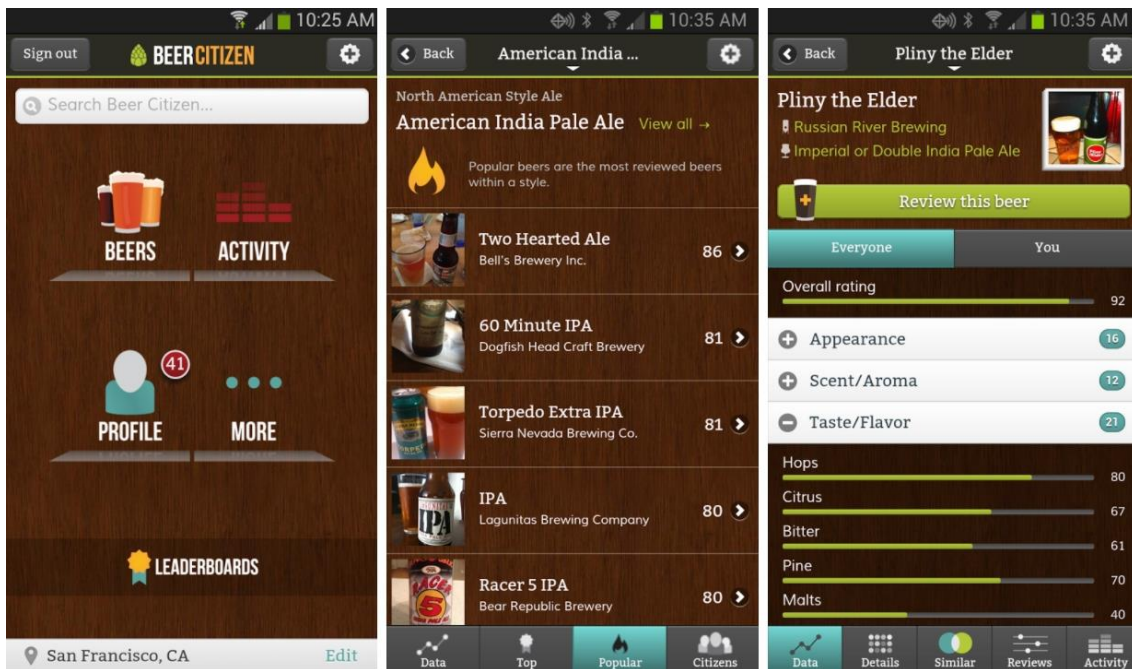 10:25 AM
Sign out
BEERCITIZEN
Search Beer Citizen...
BEERS
ACTIVITY
41
PROFILE
MORE
LEADERBOARDS
San Francisco, CA
Edit
10:35 AM
Back
American India ...
North American Style Ale
American India Pale Ale View all →
Popular beers are the most reviewed beers
within a style.
Two Hearted Ale
Bell's Brewery Inc.
86
60 Minute IPA
Dogfish Head Craft Brewery
81
Torpedo Extra IPA
Sierra Nevada Brewing Co.
81
IPA
Lagunitas Brewing Company
80
IPA
Racer 5 IPA
Bear Republic Brewery
80
RACER
5
Data
Top
Popular
Citizens
10:35 AM
Back
Pliny the Elder
Pliny the Elder
Russian River Brewing
Imperial or Double India Pale Ale
Review this beer
Everyone
You
Overall rating
92
Appearance
16
Scent/Aroma
12
Taste/Flavor
21
Hops
80
Citrus
67
Bitter
61
Pine
70
Malts
40
Data
Details
Similar
Reviews
Activity